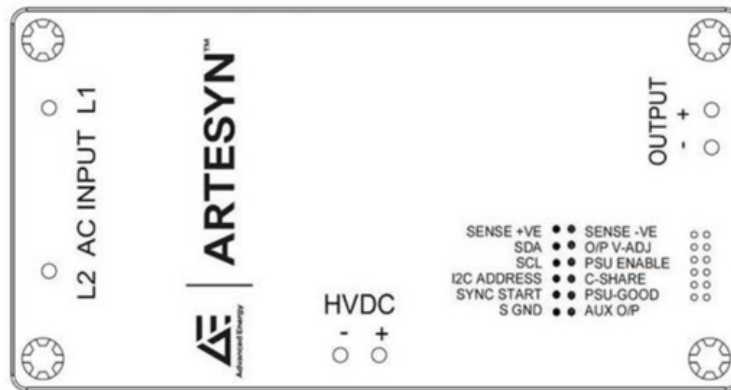 L2 AC INPUT L1
ARTESYN™
Advanced Energy
HVDC
- +
OUTPUT
- +
SENSE +VE SENSE -VE
SDA O/P V-ADJ
SCL PSU ENABLE
I2C ADDRESS C-SHARE
SYNC START PSU-GOOD
S GND AUX O/P